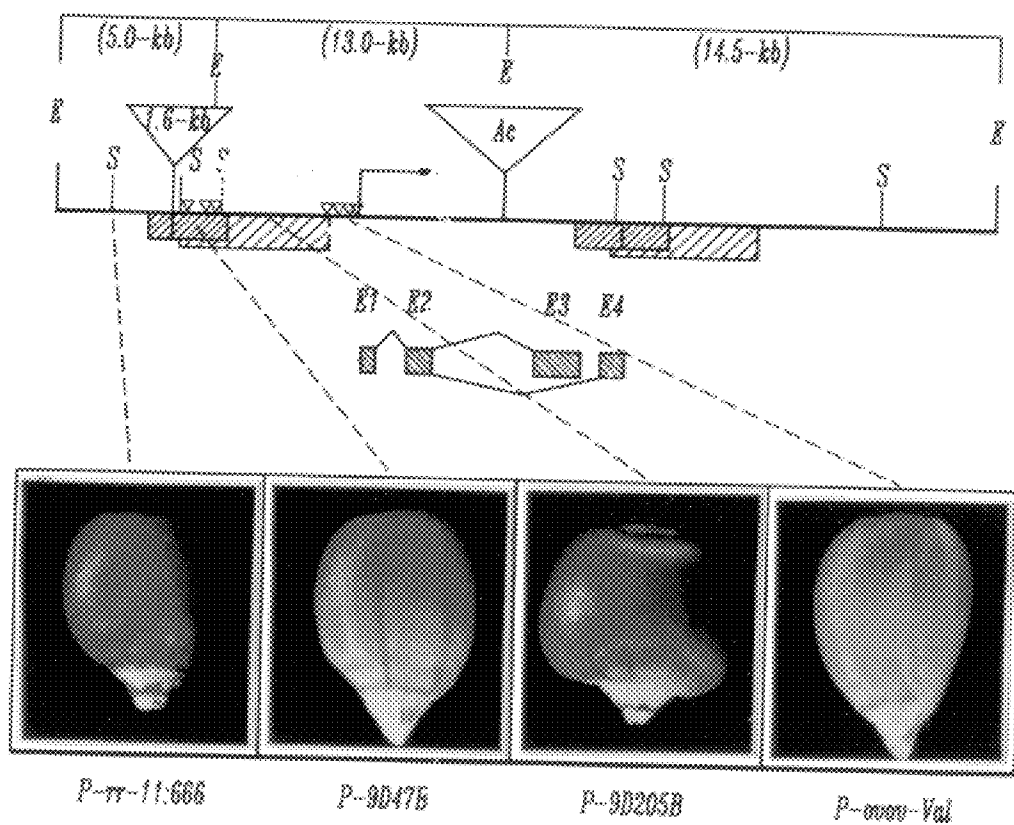 (5.0-kb) (13.0-kb) (14.5-kb)
E E
E E
1.6-kb Ac
S S S S S S
E1 E2 E3 E4
P-rr-11:666 P-9D47B P-9D205B P-ovov-Val